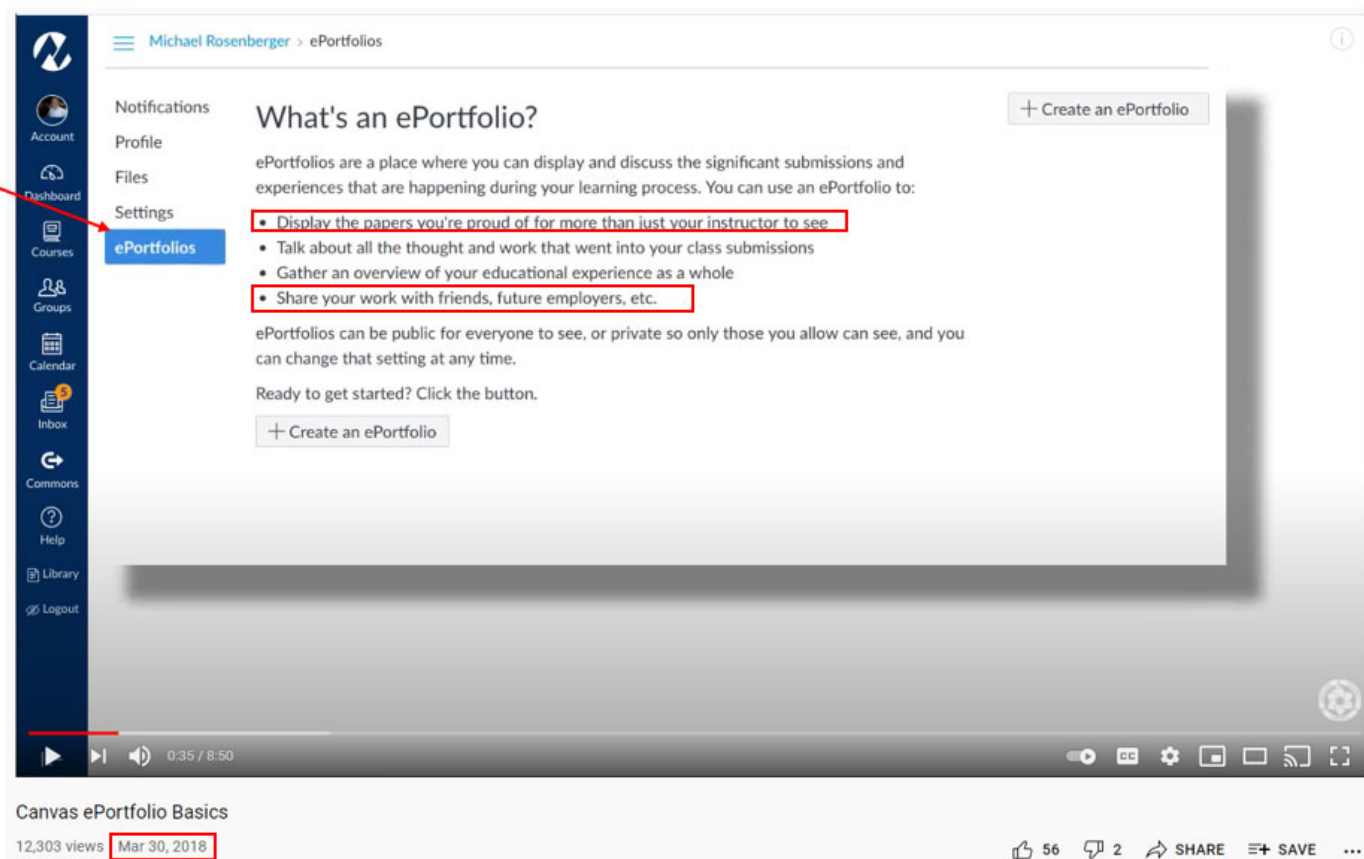 Michael Rosenberger > ePortfolios
Account
Dashboard
Courses
Groups
Calendar
5
Inbox
Commons
Help
Library
Logout
Notifications
Profile
Files
Settings
ePortfolios
What's an ePortfolio?
+ Create an ePortfolio
ePortfolios are a place where you can display and discuss the significant submissions and
experiences that are happening during your learning process. You can use an ePortfolio to:
• Display the papers you're proud of for more than just your instructor to see
• Talk about all the thought and work that went into your class submissions
• Gather an overview of your educational experience as a whole
• Share your work with friends, future employers, etc.
ePortfolios can be public for everyone to see, or private so only those you allow can see, and you
can change that setting at any time.
Ready to get started? Click the button.
+ Create an ePortfolio
0:35 / 8:50
CC
Canvas ePortfolio Basics
12,303 views Mar 30, 2018
56 2 SHARE SAVE ...